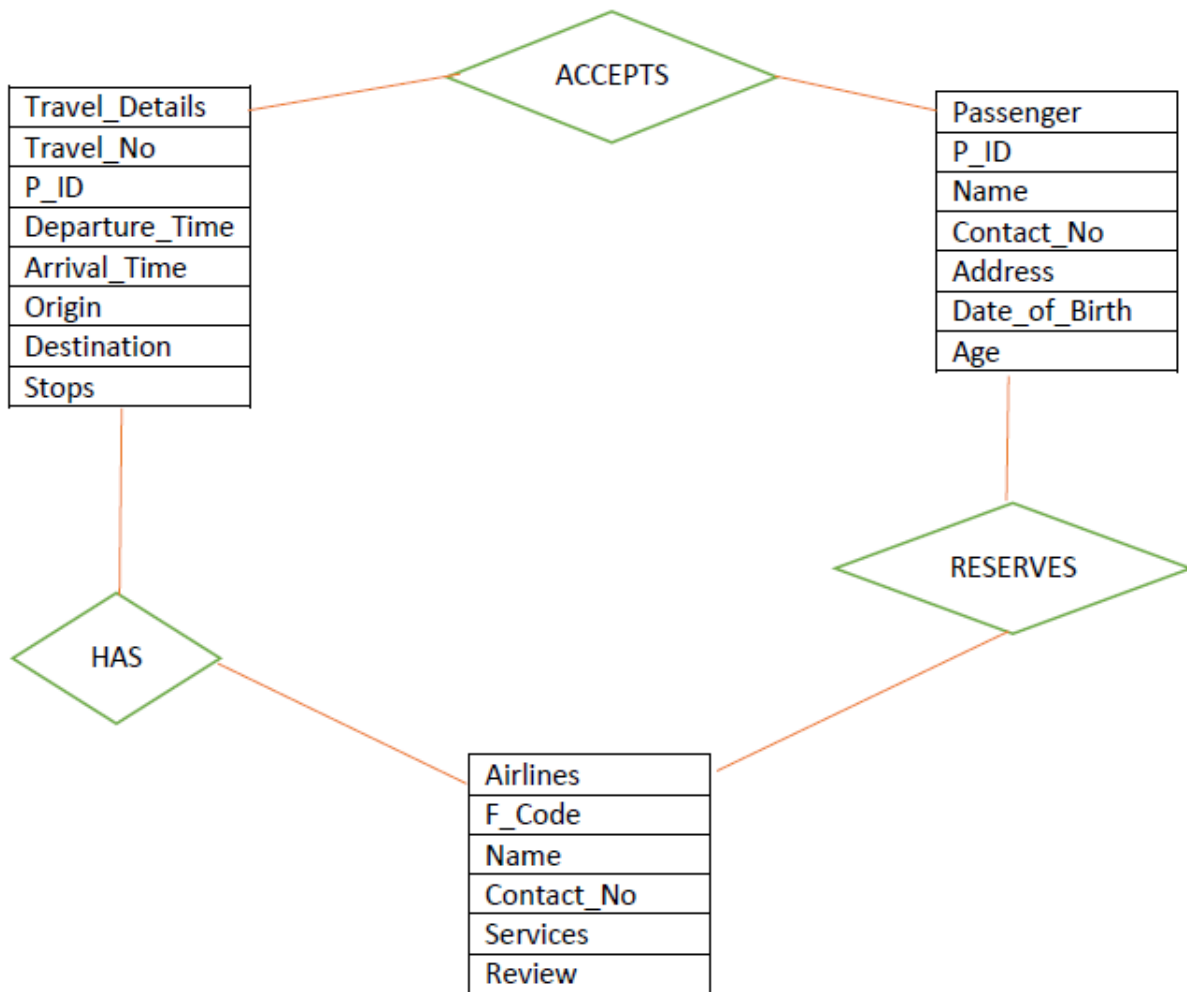 ACCEPTS
Travel_Details
Travel_No
P_ID
Departure_Time
Arrival_Time
Origin
Destination
Stops
Passenger
P_ID
Name
Contact_No
Address
Date_of_Birth
Age
HAS
RESERVES
Airlines
F_Code
Name
Contact_No
Services
Review